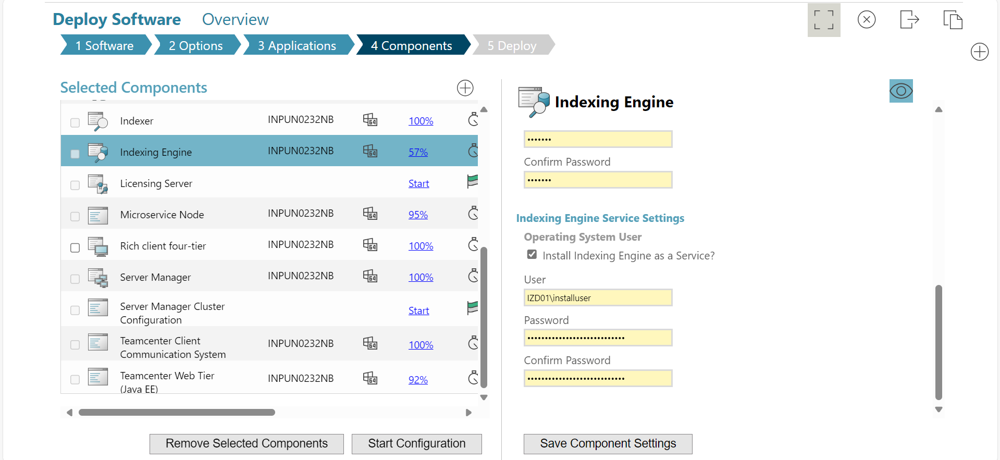 Deploy Software Overview
1 Software 2 Options 3 Applications 4 Components 5 Deploy
Selected Components
Indexer INPUN0232NB 64 100%
Indexing Engine INPUN0232NB 64 57%
Licensing Server Start
Microservice Node INPUN0232NB 64 95%
Rich client four-tier INPUN0232NB 64 100%
Server Manager INPUN0232NB 64 100%
Server Manager Cluster
Configuration Start
Teamcenter Client
Communication System INPUN0232NB 64 100%
Teamcenter Web Tier
(Java EE) INPUN0232NB 64 92%
Remove Selected Components Start Configuration
Indexing Engine
•••••••
Confirm Password
•••••••
Indexing Engine Service Settings
Operating System User
Install Indexing Engine as a Service?
User
IZD01\installuser
Password
••••••••••••••••••••••••••••
Confirm Password
••••••••••••••••••••••••••••
Save Component Settings